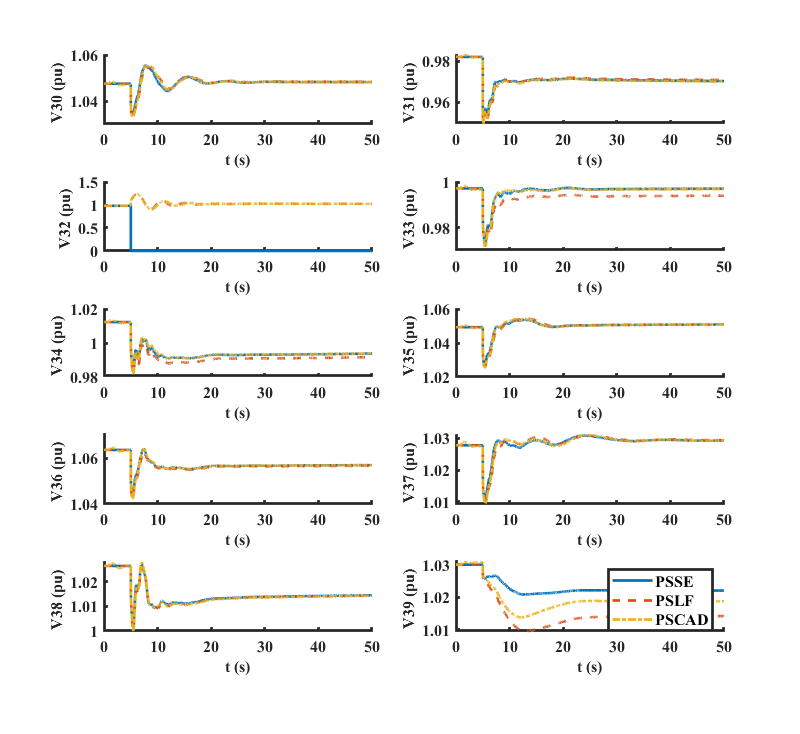 1.06
1.04
V30 (pu)
0 10 20 30 40 50
t (s)
0.98
0.96
V31 (pu)
0 10 20 30 40 50
t (s)
1.5
1
0.5
0
V32 (pu)
0 10 20 30 40 50
t (s)
1
0.98
V33 (pu)
0 10 20 30 40 50
t (s)
1.02
1
0.98
V34 (pu)
0 10 20 30 40 50
t (s)
1.06
1.04
1.02
V35 (pu)
0 10 20 30 40 50
t (s)
1.06
1.04
V36 (pu)
0 10 20 30 40 50
t (s)
1.03
1.02
1.01
V37 (pu)
0 10 20 30 40 50
t (s)
1.02
1.01
1
V38 (pu)
0 10 20 30 40 50
t (s)
1.03
1.02
1.01
V39 (pu)
PSSE
PSLF
PSCAD
0 10 20 30 40 50
t (s)